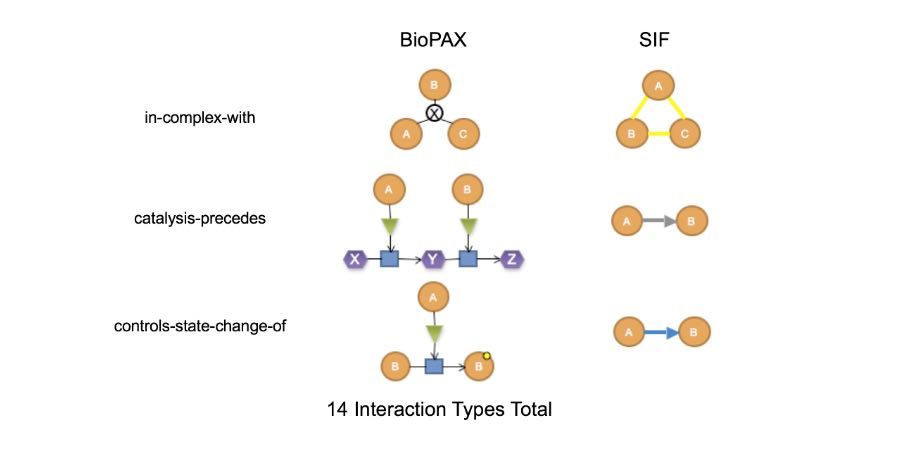 BioPAX SIF
B
A
in-complex-with
X
A C B C
A B
catalysis-precedes
A B
X Y Z
A
controls-state-change-of
A B
B B
14 Interaction Types Total